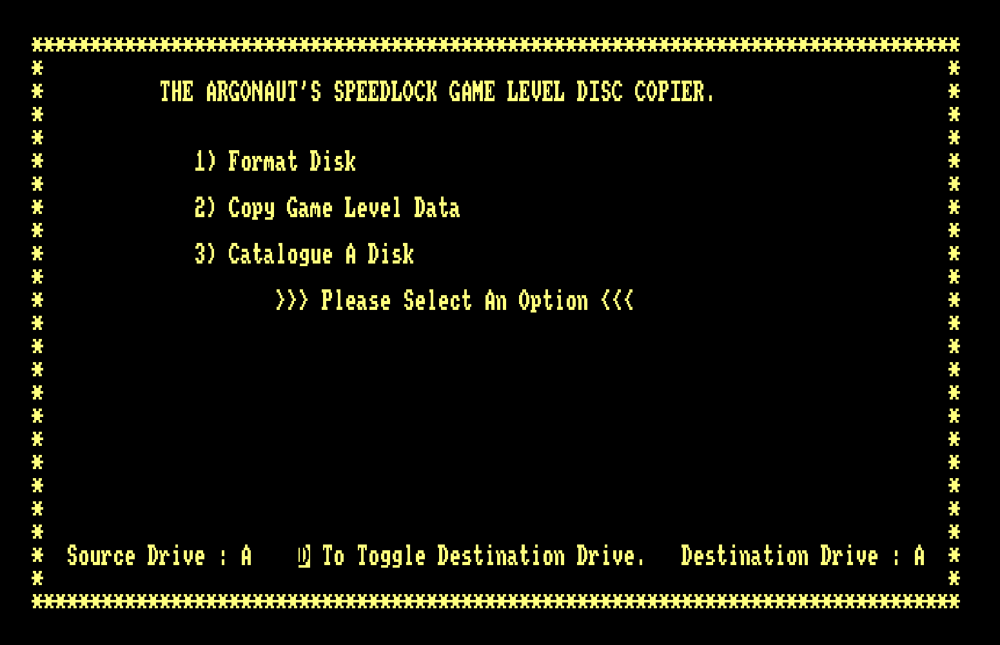 ********************************************************************************
THE ARGONAUT'S SPEEDLOCK GAME LEVEL DISC COPIER.
1) Format Disk
2) Copy Game Level Data
3) Catalogue A Disk
>>> Please Select An Option <<<
Source Drive : A    D To Toggle Destination Drive.   Destination Drive : A
********************************************************************************